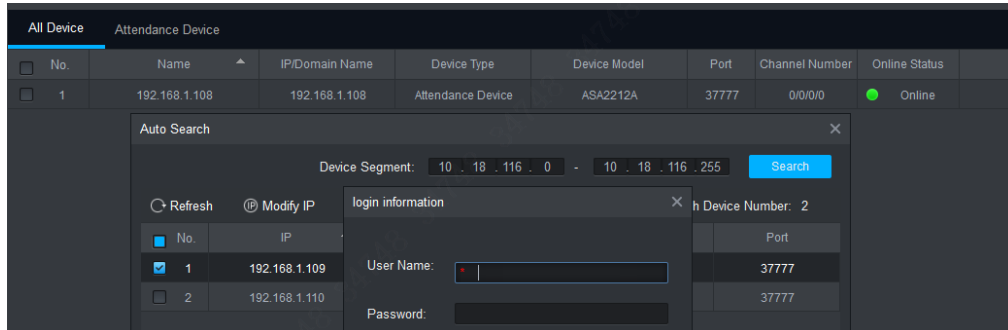 All Device Attendance Device
No. Name IP/Domain Name Device Type Device Model Port Channel Number Online Status
1 192.168.1.108 192.168.1.108 Attendance Device ASA2212A 37777 0/0/0/0 Online
Auto Search
Device Segment: 10 . 18 . 116 . 0 - 10 . 18 . 116 . 255 Search
Refresh IP Modify IP login information h Device Number: 2
No. IP Port
1 192.168.1.109 User Name: * 37777
2 192.168.1.110 37777
Password: